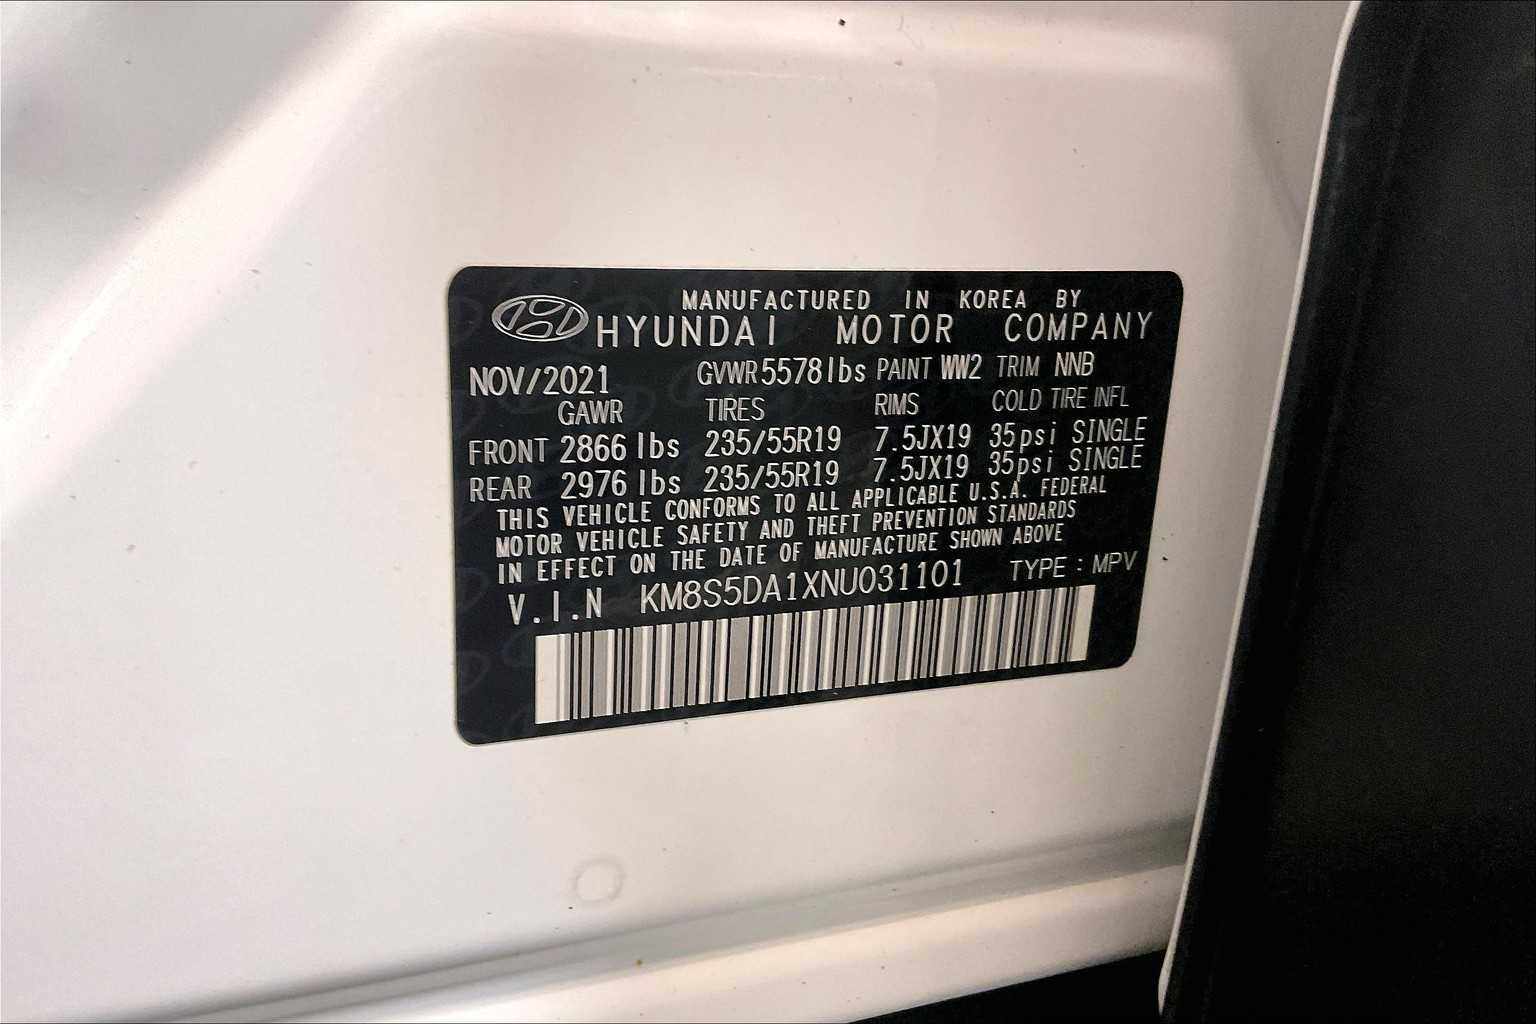 MANUFACTURED IN KOREA BY
HYUNDAI MOTOR COMPANY
NOV/2021 GVWR 5578lbs PAINT WW2 TRIM NNB
GAWR TIRES RIMS COLD TIRE INFL
FRONT 2866 lbs 235/55R19 7.5JX19 35psi SINGLE
REAR 2976 lbs 235/55R19 7.5JX19 35psi SINGLE
THIS VEHICLE CONFORMS TO ALL APPLICABLE U.S.A. FEDERAL
MOTOR VEHICLE SAFETY AND THEFT PREVENTION STANDARDS
IN EFFECT ON THE DATE OF MANUFACTURE SHOWN ABOVE
V.I.N KM8S5DA1XNU031101 TYPE : MPV